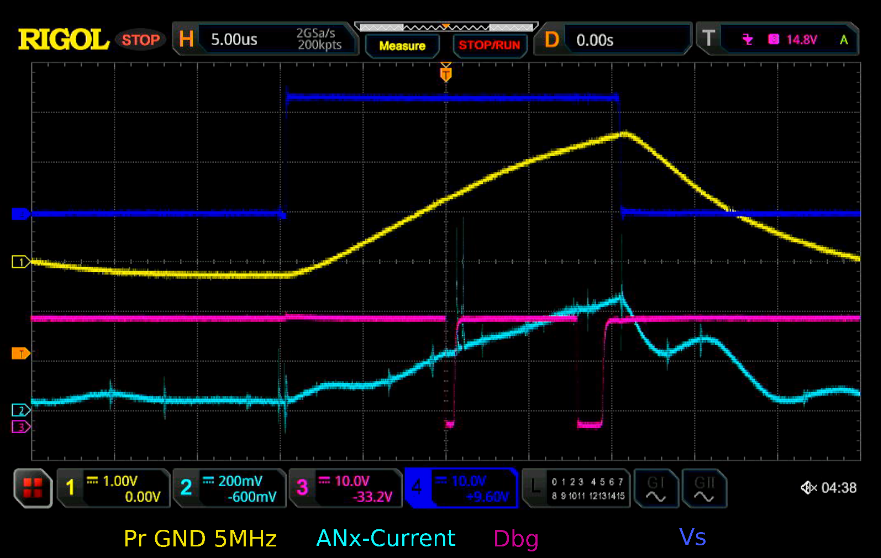 RIGOL STOP H 5.00us 2GSa/s 200kpts Measure STOP/RUN D 0.00s T 14.8V A
T
1
T
2
3
1 1.00V 0.00V 2 200mV -600mV 3 10.0V -33.2V 4 10.0V +9.60V L 0 1 2 3 4 5 6 7 8 9 10 11 12 13 14 15 GI GII 04:38
Pr GND 5MHz ANx-Current Dbg Vs